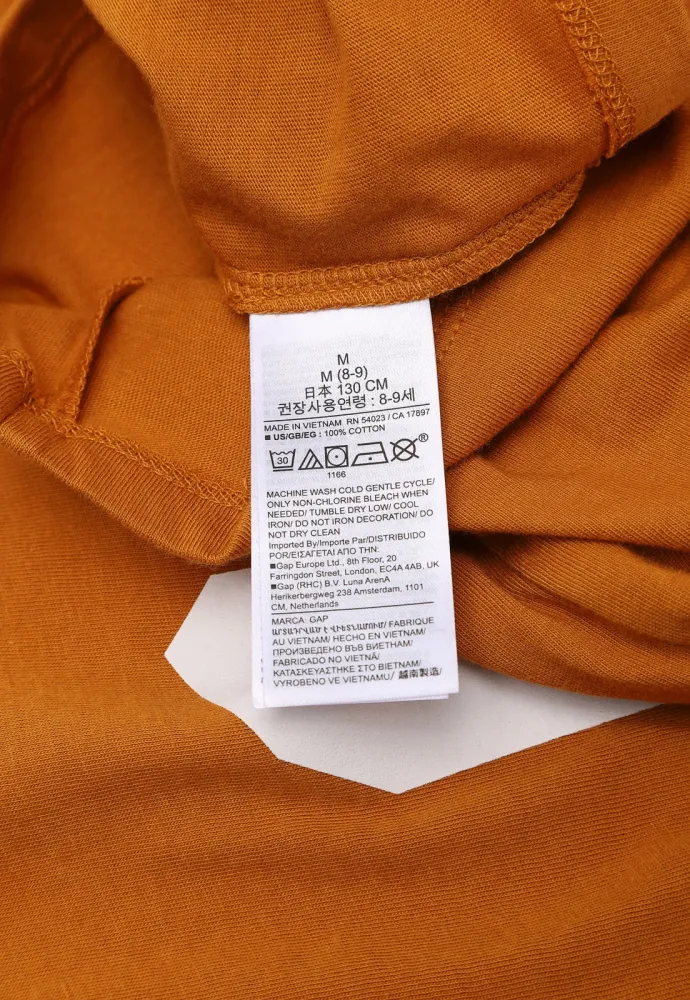 M
M (8-9)
日本 130 CM
권장사용연령 : 8-9세
MADE IN VIETNAM RN 54023 / CA 17897
■ US/GB/EG : 100% COTTON
30
®
1166
MACHINE WASH COLD GENTLE CYCLE/
ONLY NON-CHLORINE BLEACH WHEN
NEEDED/ TUMBLE DRY LOW/ COOL
IRON/ DO NOT IRON DECORATION/ DO
NOT DRY CLEAN
Imported By/Importe Par/DISTRIBUIDO
POR/ΕΙΣΑΓΕΤΑΙ ΑΠΟ ΤΗΝ:
■Gap Europe Ltd., 8th Floor, 20
Farringdon Street, London, EC4A 4AB, UK
■Gap (RHC) B.V. Luna ArenA
Herikerbergweg 238 Amsterdam, 1101
CM, Netherlands
MARCA: GAP
ԱՐՏԱԴՐՎԱԾ Է ՎԻԵՏՆԱՄՈՒՄ/ FABRIQUE
AU VIETNAM/ HECHO EN VIETNAM/
ПРОИЗВЕДЕНО ВЪВ ВИЕТНАМ/
FABRICADO NO VIETNÃ/
ΚΑΤΑΣΚΕΥΑΣΤΗΚΕ ΣΤΟ ΒΙΕΤΝΑΜ/
VYROBENO VE VIETNAMU/ 越南製造/